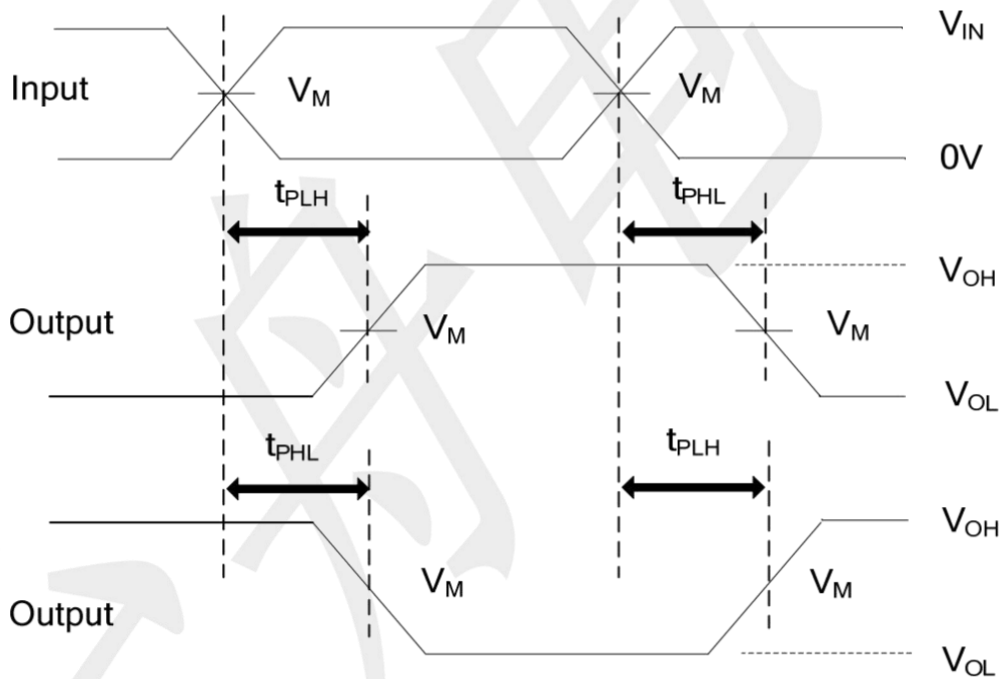 V_IN
Input V_M V_M
0V
t_PLH t_PHL
V_OH
Output V_M V_M
V_OL
t_PHL t_PLH
V_OH
Output V_M V_M
V_OL